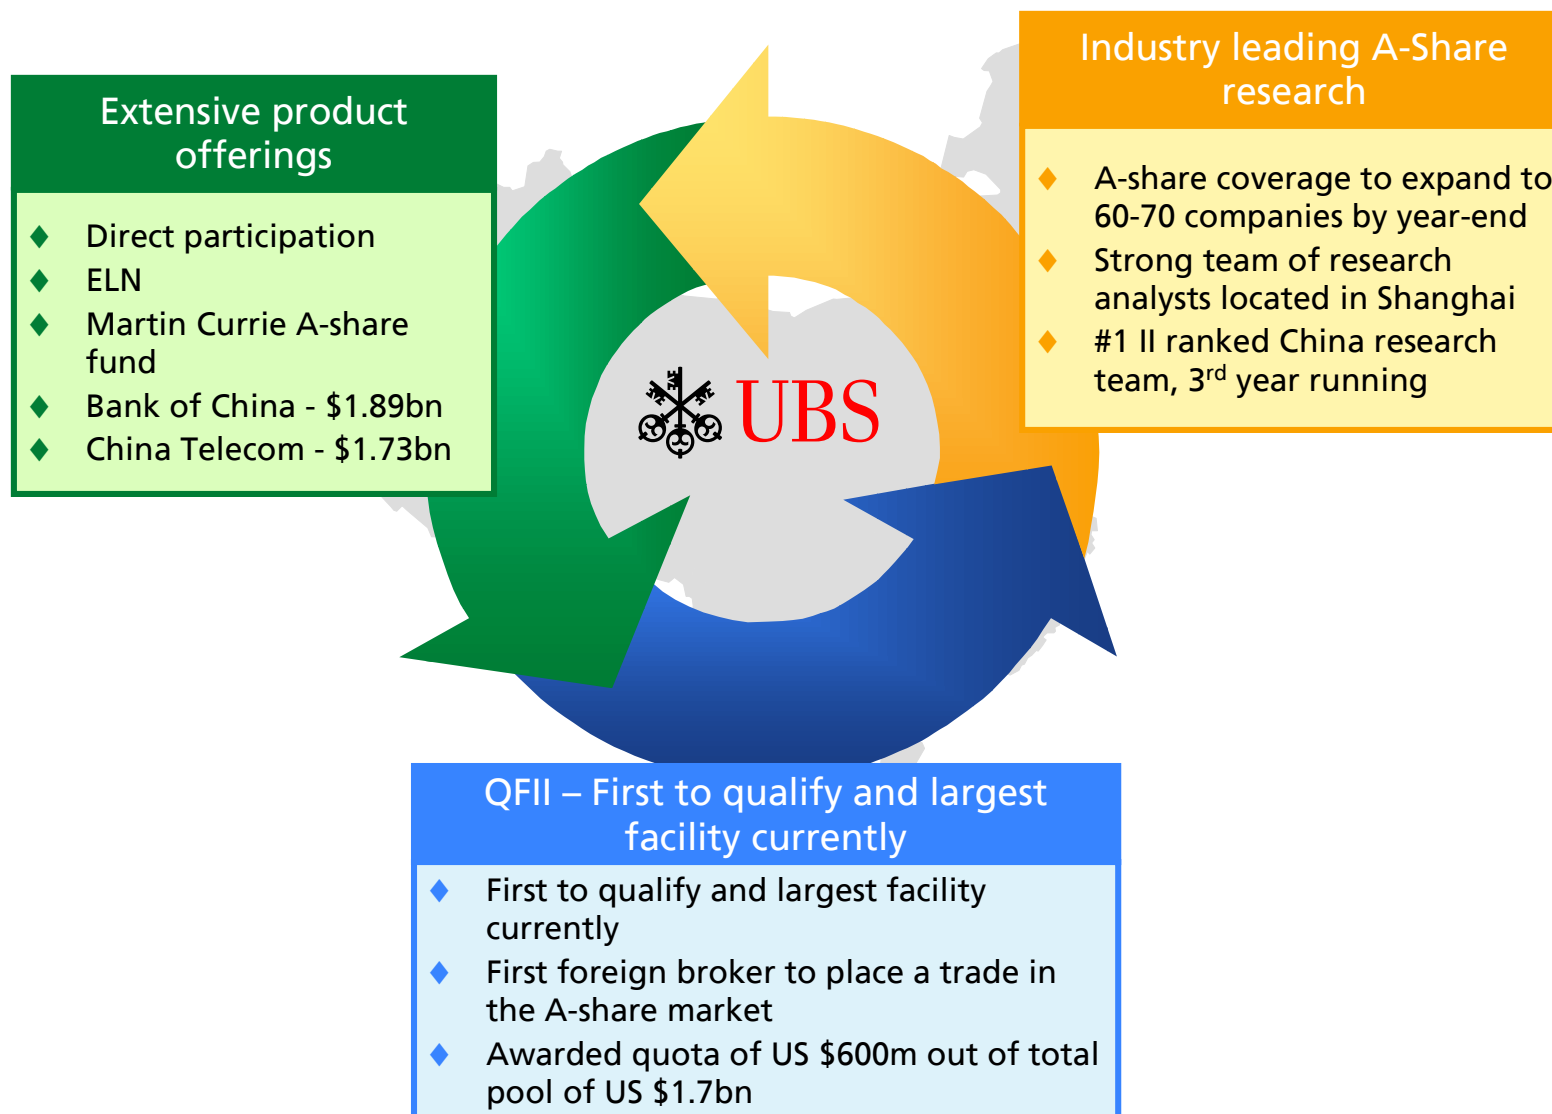 Extensive product
offerings
♦ Direct participation
♦ ELN
♦ Martin Currie A-share
fund
♦ Bank of China - $1.89bn
♦ China Telecom - $1.73bn
Industry leading A-Share
research
♦ A-share coverage to expand to
60-70 companies by year-end
♦ Strong team of research
analysts located in Shanghai
♦ #1 II ranked China research
team, 3rd year running
UBS
QFII – First to qualify and largest
facility currently
♦ First to qualify and largest facility
currently
♦ First foreign broker to place a trade in
the A-share market
♦ Awarded quota of US $600m out of total
pool of US $1.7bn